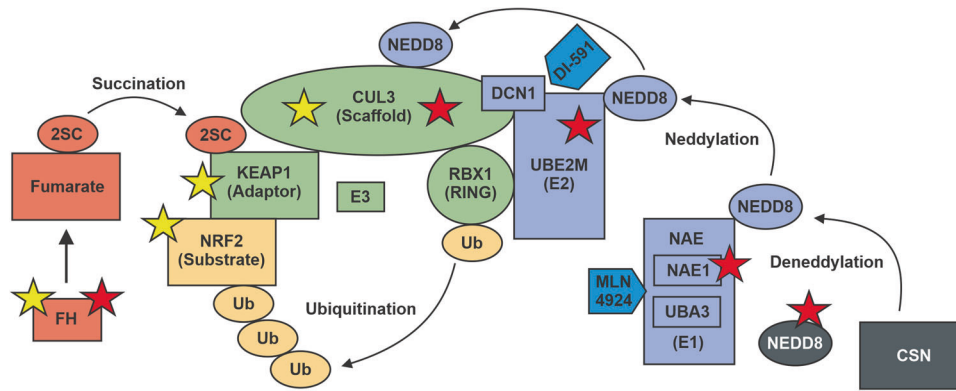 NEDD8
Succination
2SC
Fumarate
FH
2SC
KEAP1
(Adaptor)
NRF2
(Substrate)
Ub
Ub
Ub
Ubiquitination
CUL3
(Scaffold)
E3
RBX1
(RING)
Ub
DCN1
DI-591
UBE2M
(E2)
NEDD8
Neddylation
NEDD8
NAE
NAE1
UBA3
(E1)
MLN
4924
Deneddylation
NEDD8
CSN